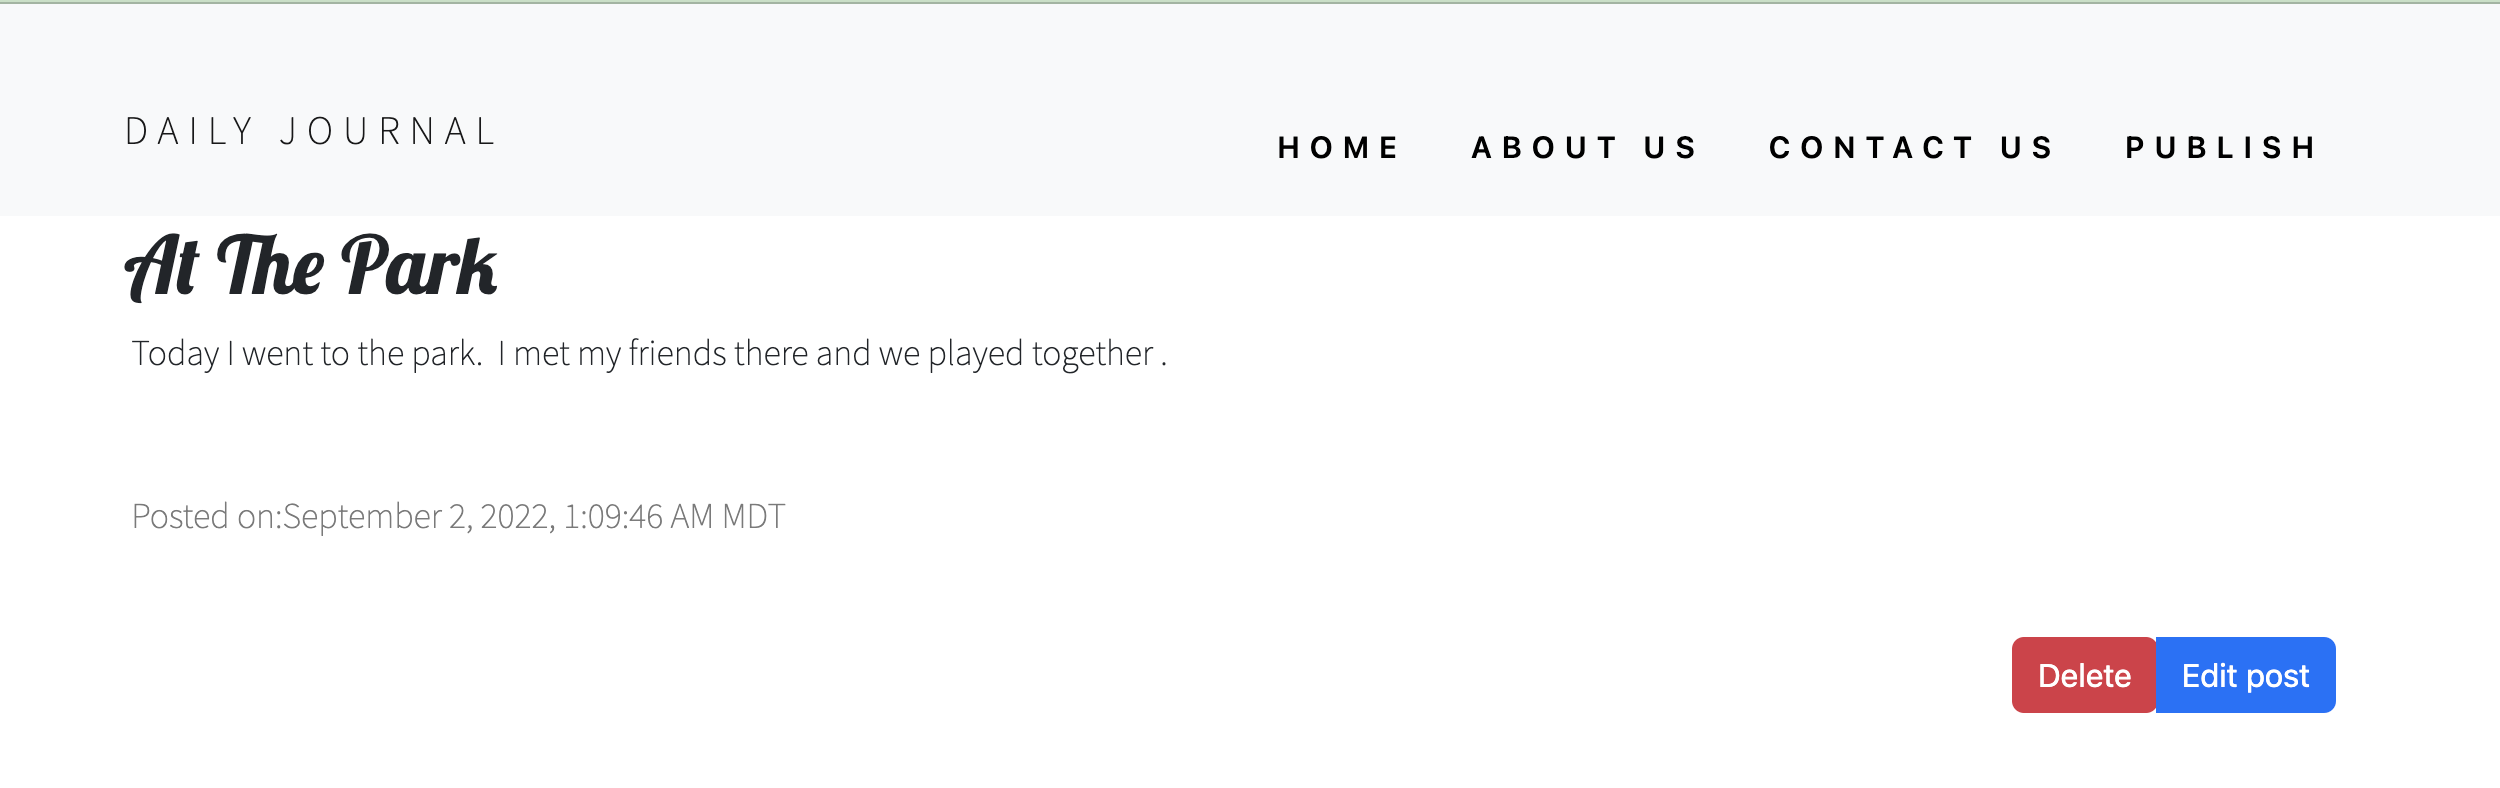 DAILY JOURNAL
HOME ABOUT US CONTACT US PUBLISH
At The Park
Today I went to the park. I met my friends there and we played together .
Posted on:September 2, 2022, 1:09:46 AM MDT
Delete Edit post